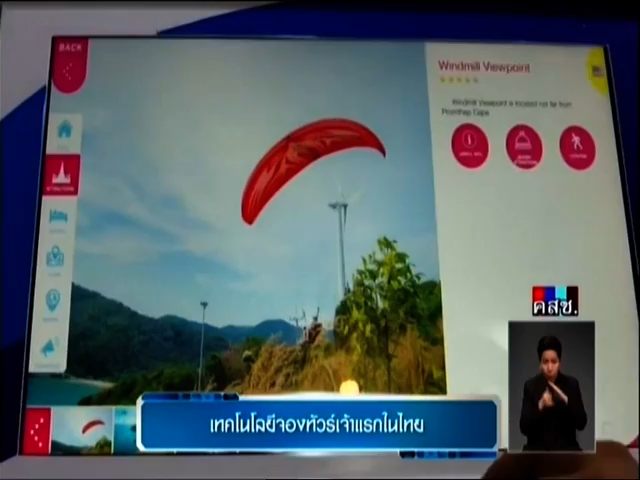 BACK
Windmill Viewpoint
Windmill Viewpoint is located not far from
Promthep Cape
คสช.
เทคโนโลยีจองทัวร์เจ้าแรกในไทย